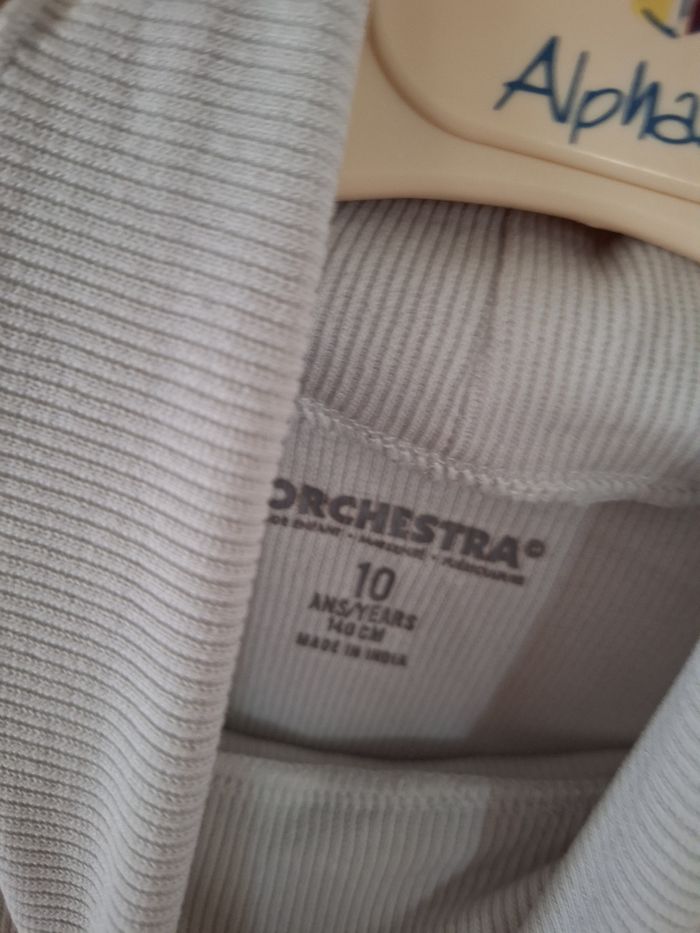 Alpha
ORCHESTRA©
10
ANS/YEARS
140 CM
MADE IN INDIA